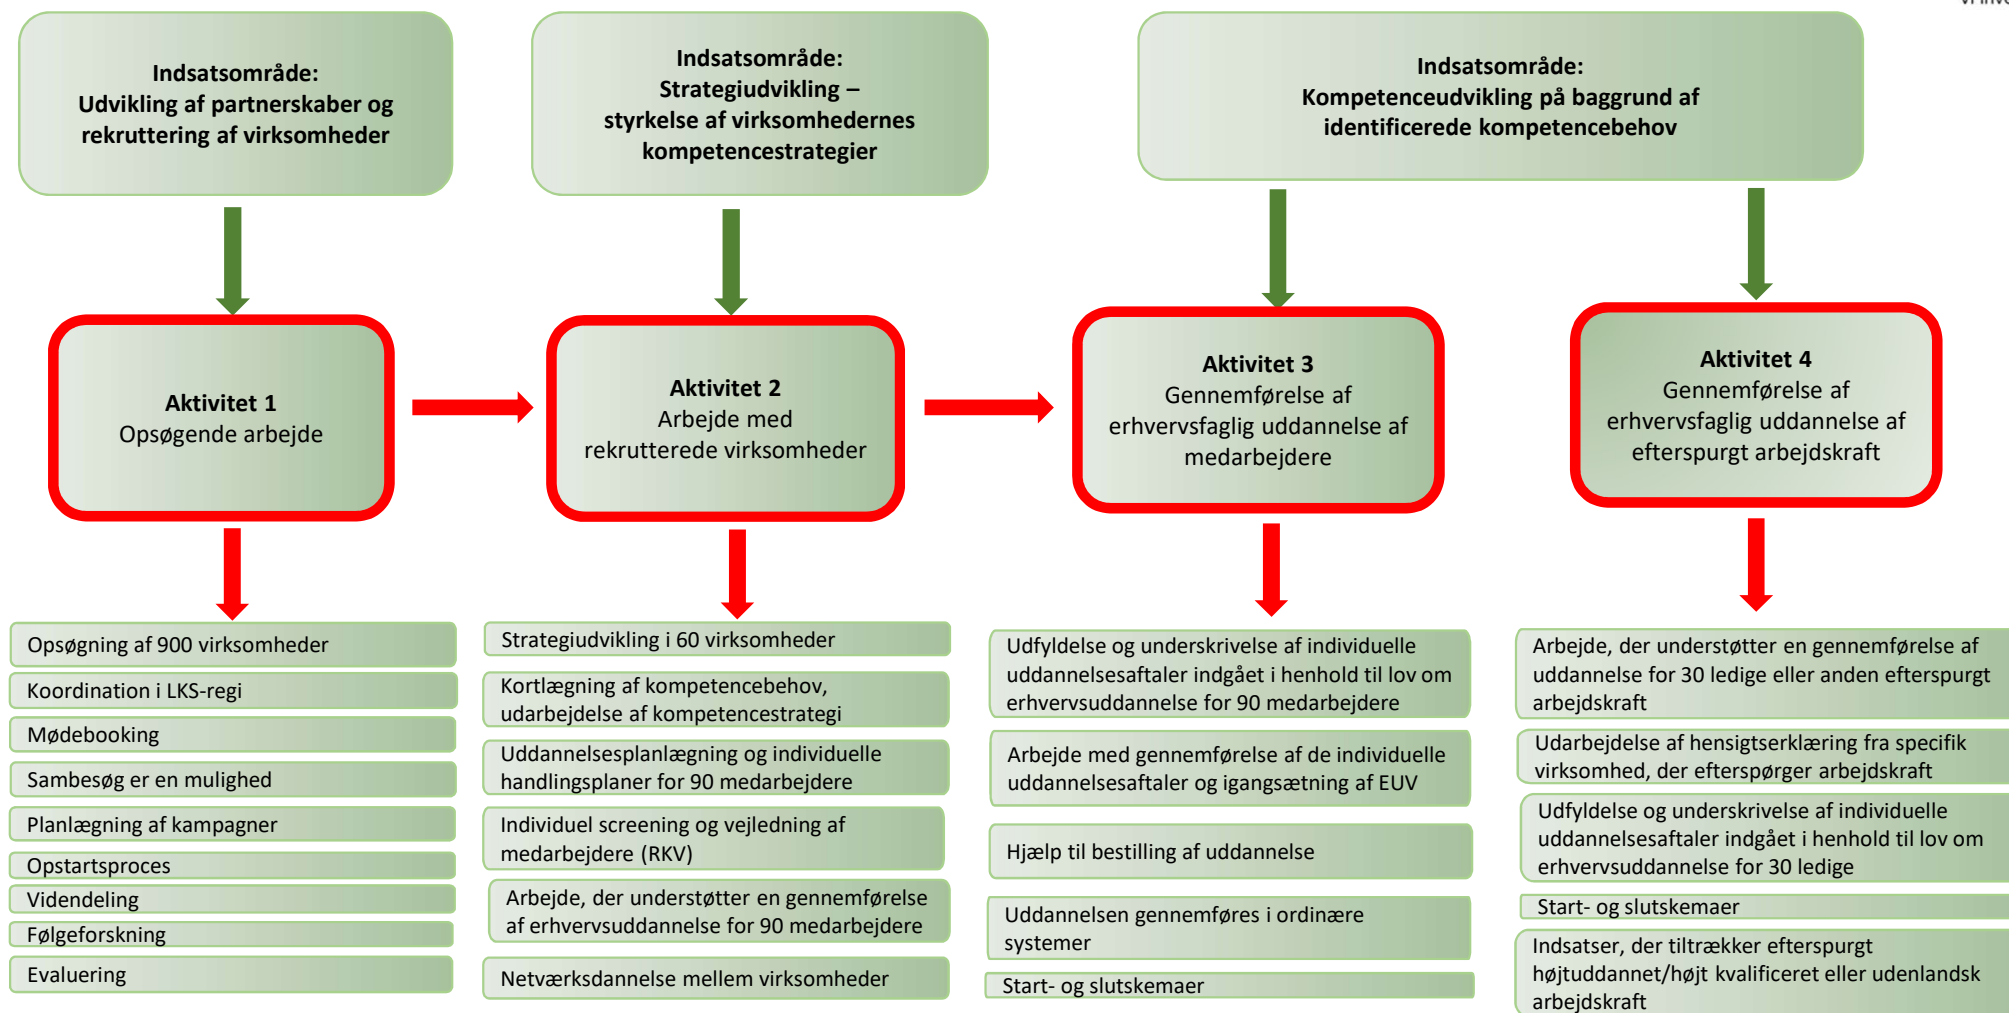 Indsatsområde:
Udvikling af partnerskaber og
rekruttering af virksomheder
Indsatsområde:
Strategiudvikling –
styrkelse af virksomhedernes
kompetencestrategier
Indsatsområde:
Kompetenceudvikling på baggrund af
identificerede kompetencebehov
Aktivitet 1
Opsøgende arbejde
Aktivitet 2
Arbejde med
rekrutterede virksomheder
Aktivitet 3
Gennemførelse af
erhvervsfaglig uddannelse af
medarbejdere
Aktivitet 4
Gennemførelse af
erhvervsfaglig uddannelse af
efterspurgt arbejdskraft
Opsøgning af 900 virksomheder
Koordination i LKS-regi
Mødebooking
Sambesøg er en mulighed
Planlægning af kampagner
Opstartsproces
Videndeling
Følgeforskning
Evaluering
Strategiudvikling i 60 virksomheder
Kortlægning af kompetencebehov,
udarbejdelse af kompetencestrategi
Uddannelsesplanlægning og individuelle
handlingsplaner for 90 medarbejdere
Individuel screening og vejledning af
medarbejdere (RKV)
Arbejde, der understøtter en gennemførelse
af erhvervsuddannelse for 90 medarbejdere
Netværksdannelse mellem virksomheder
Udfyldelse og underskrivelse af individuelle
uddannelsesaftaler indgået i henhold til lov om
erhvervsuddannelse for 90 medarbejdere
Arbejde med gennemførelse af de individuelle
uddannelsesaftaler og igangsætning af EUV
Hjælp til bestilling af uddannelse
Uddannelsen gennemføres i ordinære
systemer
Start- og slutskemaer
Arbejde, der understøtter en gennemførelse af
uddannelse for 30 ledige eller anden efterspurgt
arbejdskraft
Udarbejdelse af hensigtserklæring fra specifik
virksomhed, der efterspørger arbejdskraft
Udfyldelse og underskrivelse af individuelle
uddannelsesaftaler indgået i henhold til lov om
erhvervsuddannelse for 30 ledige
Start- og slutskemaer
Indsatser, der tiltrækker efterspurgt
højtuddannet/højt kvalificeret eller udenlandsk
arbejdskraft